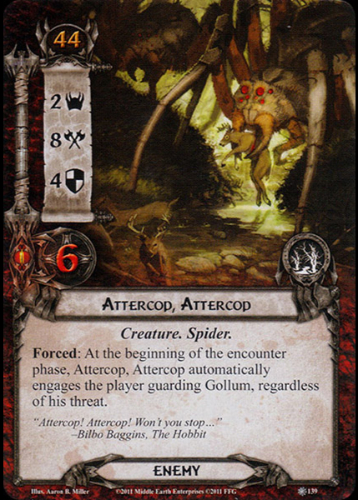 44
2
8
4
6
Attercop, Attercop
Creature. Spider.
Forced: At the beginning of the encounter
phase, Attercop, Attercop automatically
engages the player guarding Gollum, regardless
of his threat.
"Attercop! Attercop! Won't you stop…"
–Bilbo Baggins, The Hobbit
ENEMY
Illus. Aaron B. Miller ©2011 Middle Earth Enterprises ©2011 FFG 139